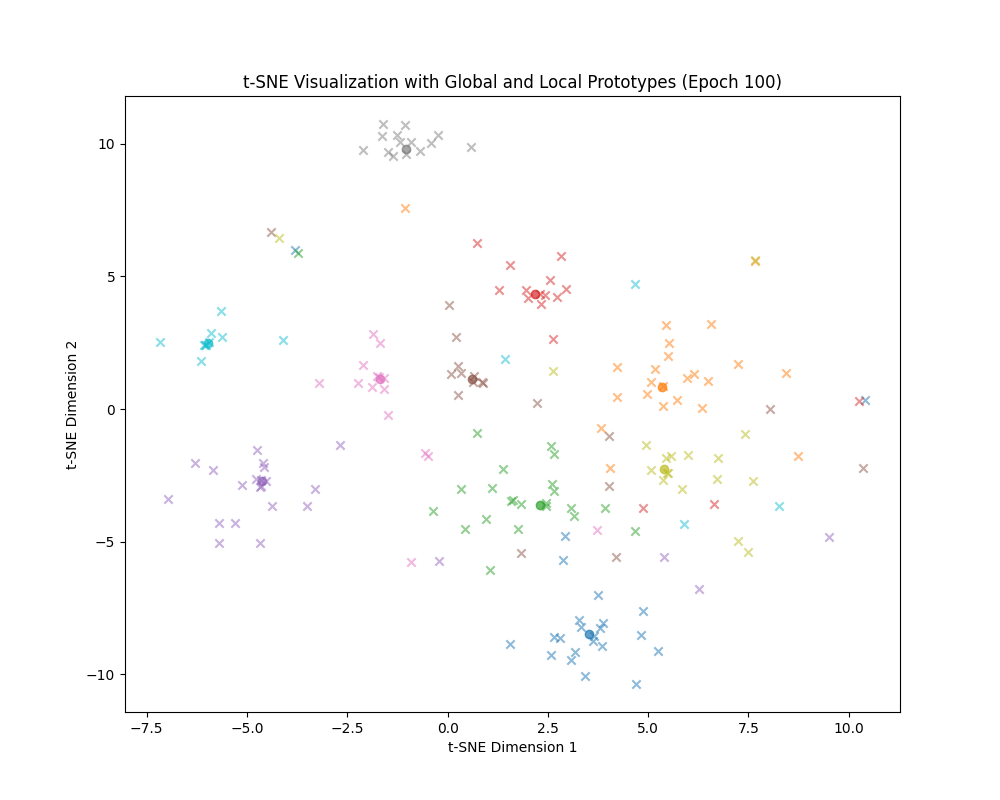 t-SNE Visualization with Global and Local Prototypes (Epoch 100)
t-SNE Dimension 2
10
5
0
−5
−10
−7.5 −5.0 −2.5 0.0 2.5 5.0 7.5 10.0
t-SNE Dimension 1